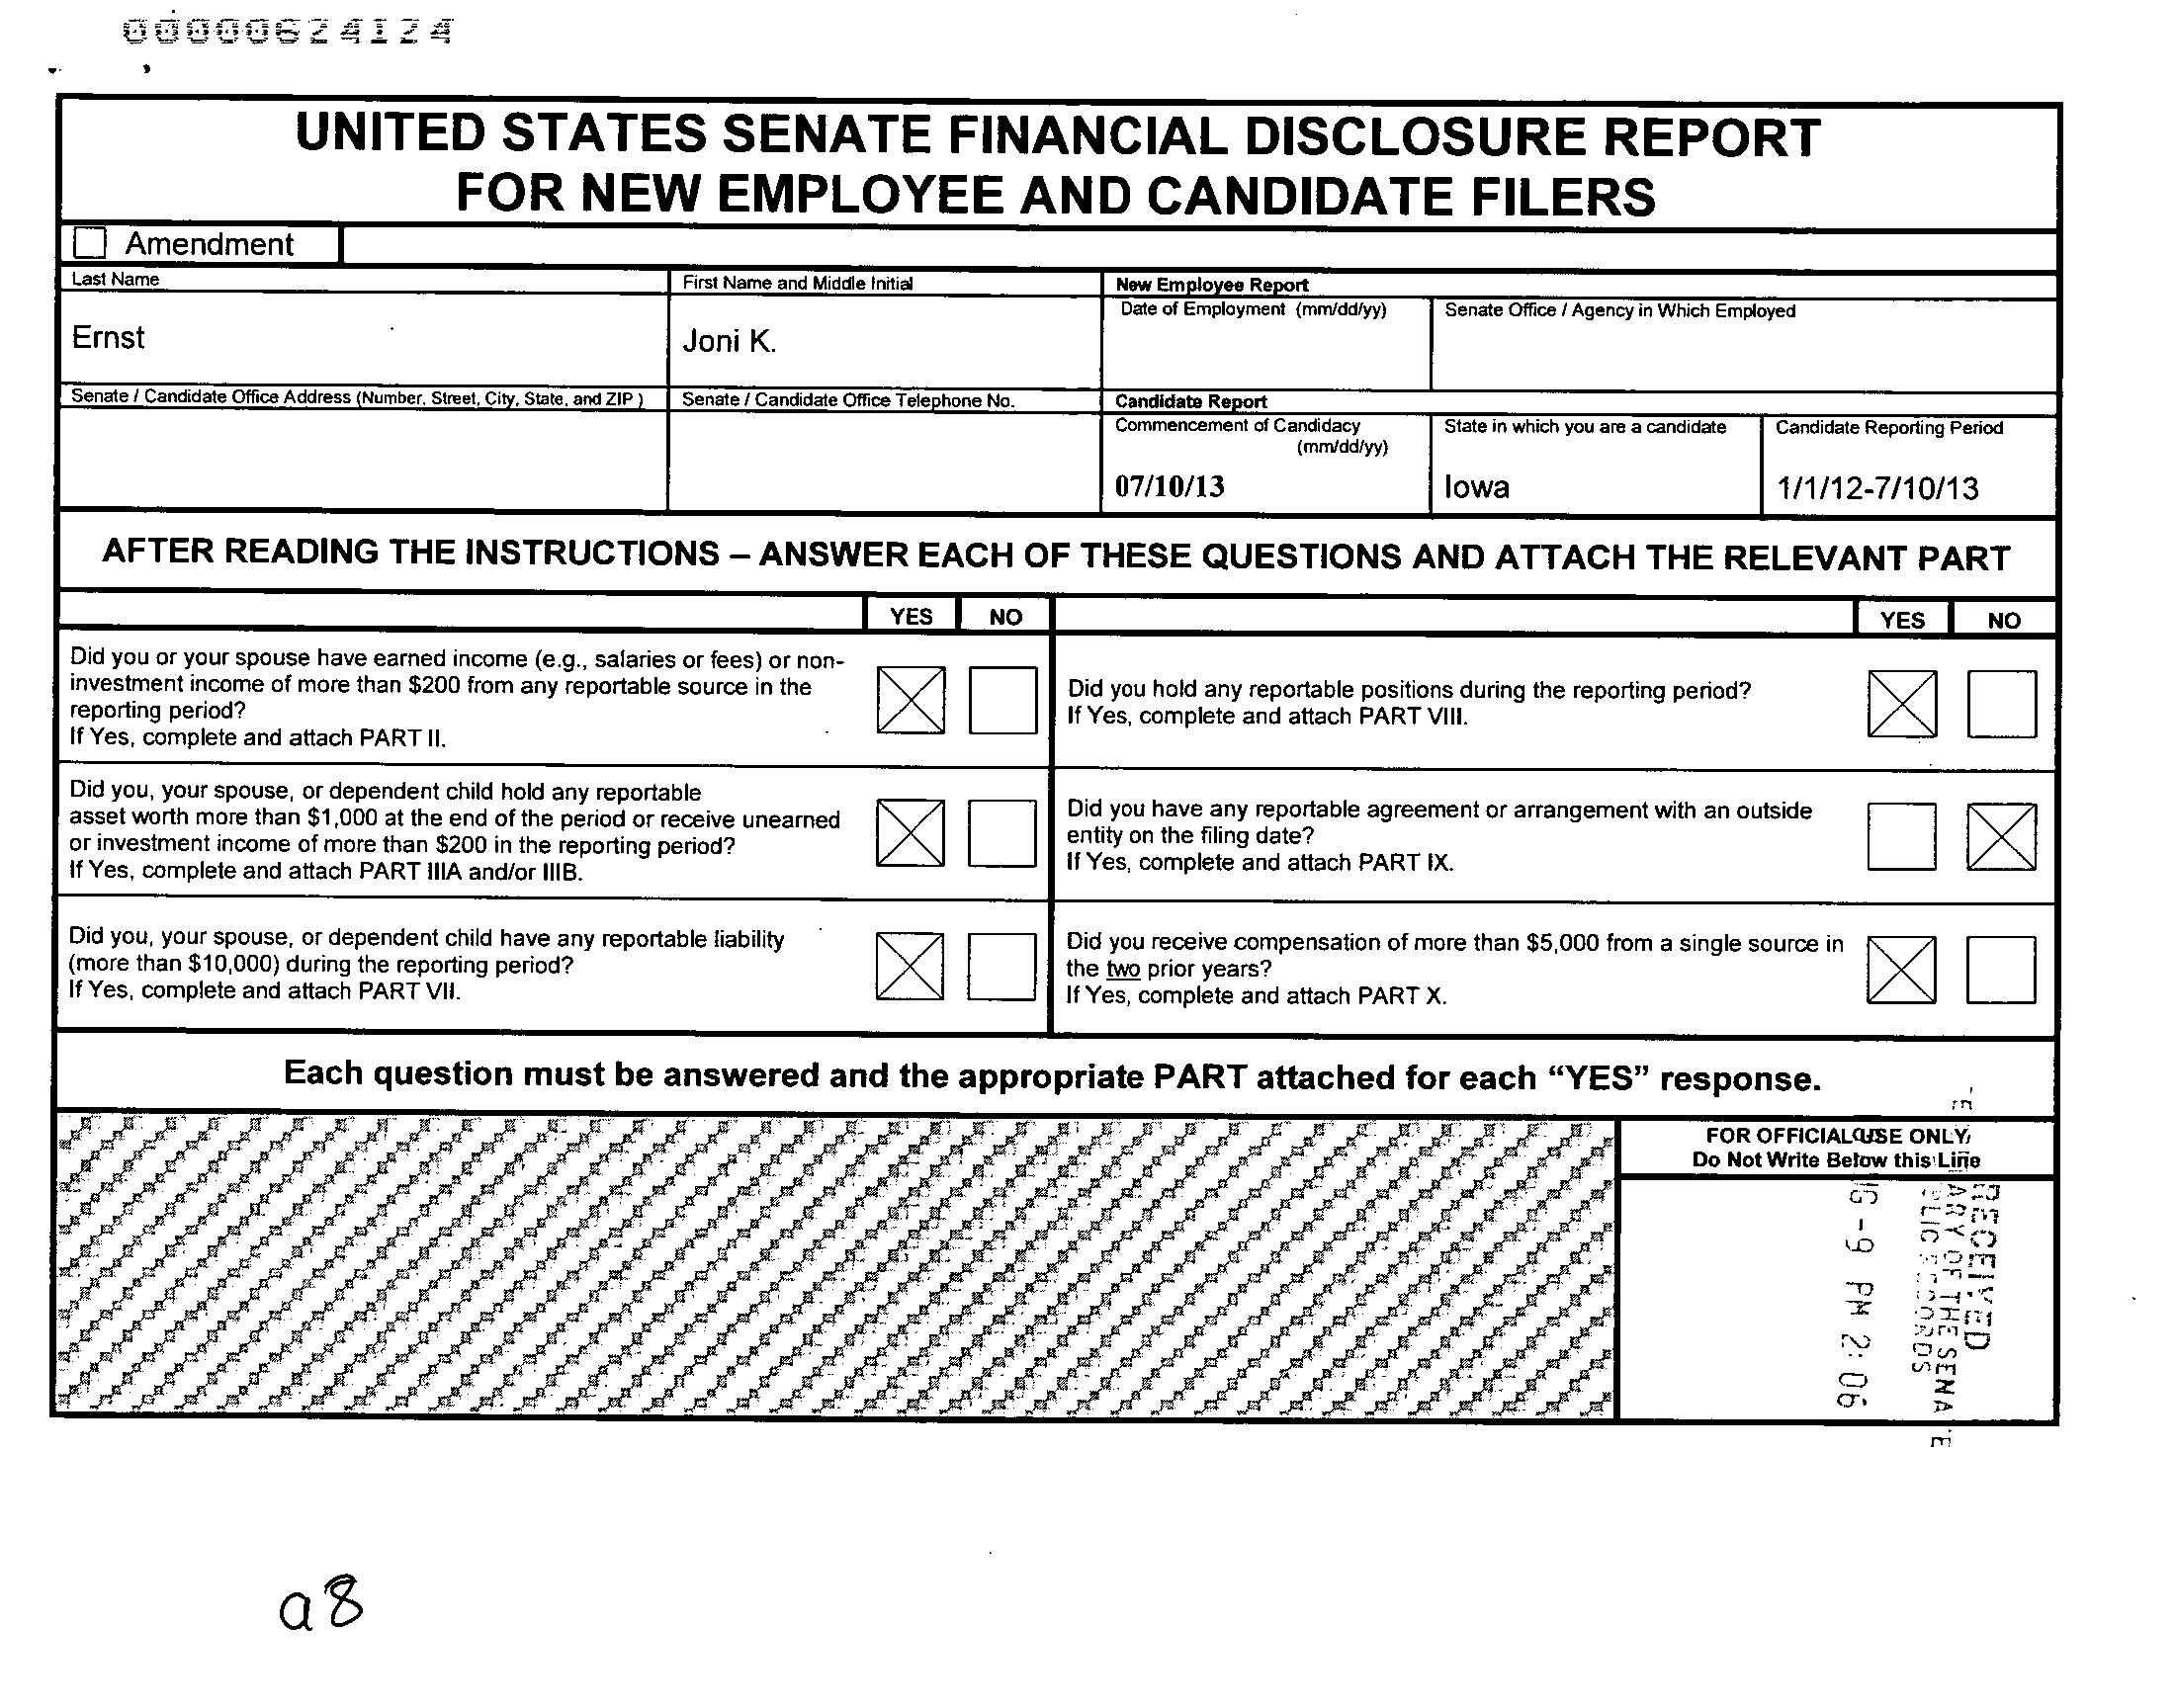 00000624124
UNITED STATES SENATE FINANCIAL DISCLOSURE REPORT
FOR NEW EMPLOYEE AND CANDIDATE FILERS
Amendment
Last Name
First Name and Middle Initial
New Employee Report
Date of Employment (mm/dd/yy)
Senate Office / Agency in Which Employed
Ernst
Joni K.
Senate / Candidate Office Address (Number, Street, City, State, and ZIP )
Senate / Candidate Office Telephone No.
Candidate Report
Commencement of Candidacy
(mm/dd/yy)
State in which you are a candidate
Candidate Reporting Period
07/10/13
Iowa
1/1/12-7/10/13
AFTER READING THE INSTRUCTIONS – ANSWER EACH OF THESE QUESTIONS AND ATTACH THE RELEVANT PART
YES NO
YES NO
Did you or your spouse have earned income (e.g., salaries or fees) or non-
investment income of more than $200 from any reportable source in the
reporting period?
If Yes, complete and attach PART II.
Did you hold any reportable positions during the reporting period?
If Yes, complete and attach PART VIII.
Did you, your spouse, or dependent child hold any reportable
asset worth more than $1,000 at the end of the period or receive unearned
or investment income of more than $200 in the reporting period?
If Yes, complete and attach PART IIIA and/or IIIB.
Did you have any reportable agreement or arrangement with an outside
entity on the filing date?
If Yes, complete and attach PART IX.
Did you, your spouse, or dependent child have any reportable liability
(more than $10,000) during the reporting period?
If Yes, complete and attach PART VII.
Did you receive compensation of more than $5,000 from a single source in
the two prior years?
If Yes, complete and attach PART X.
Each question must be answered and the appropriate PART attached for each “YES” response.
FOR OFFICIAL USE ONLY
Do Not Write Below this Line
RECEIVED
ARY OF THE SENATE
BLIC RECORDS
-9 PM 2:06
a8